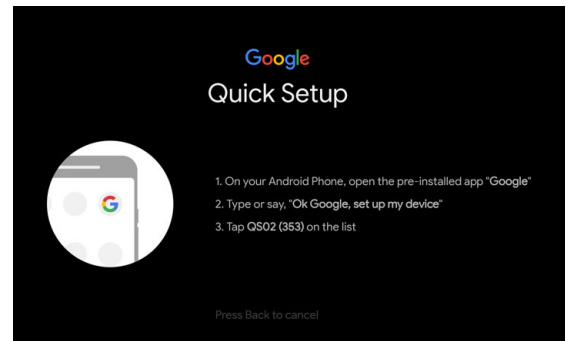 Google
Quick Setup
1. On your Android Phone, open the pre-installed app "Google"
2. Type or say, "Ok Google, set up my device"
3. Tap QS02 (353) on the list
G
Press Back to cancel